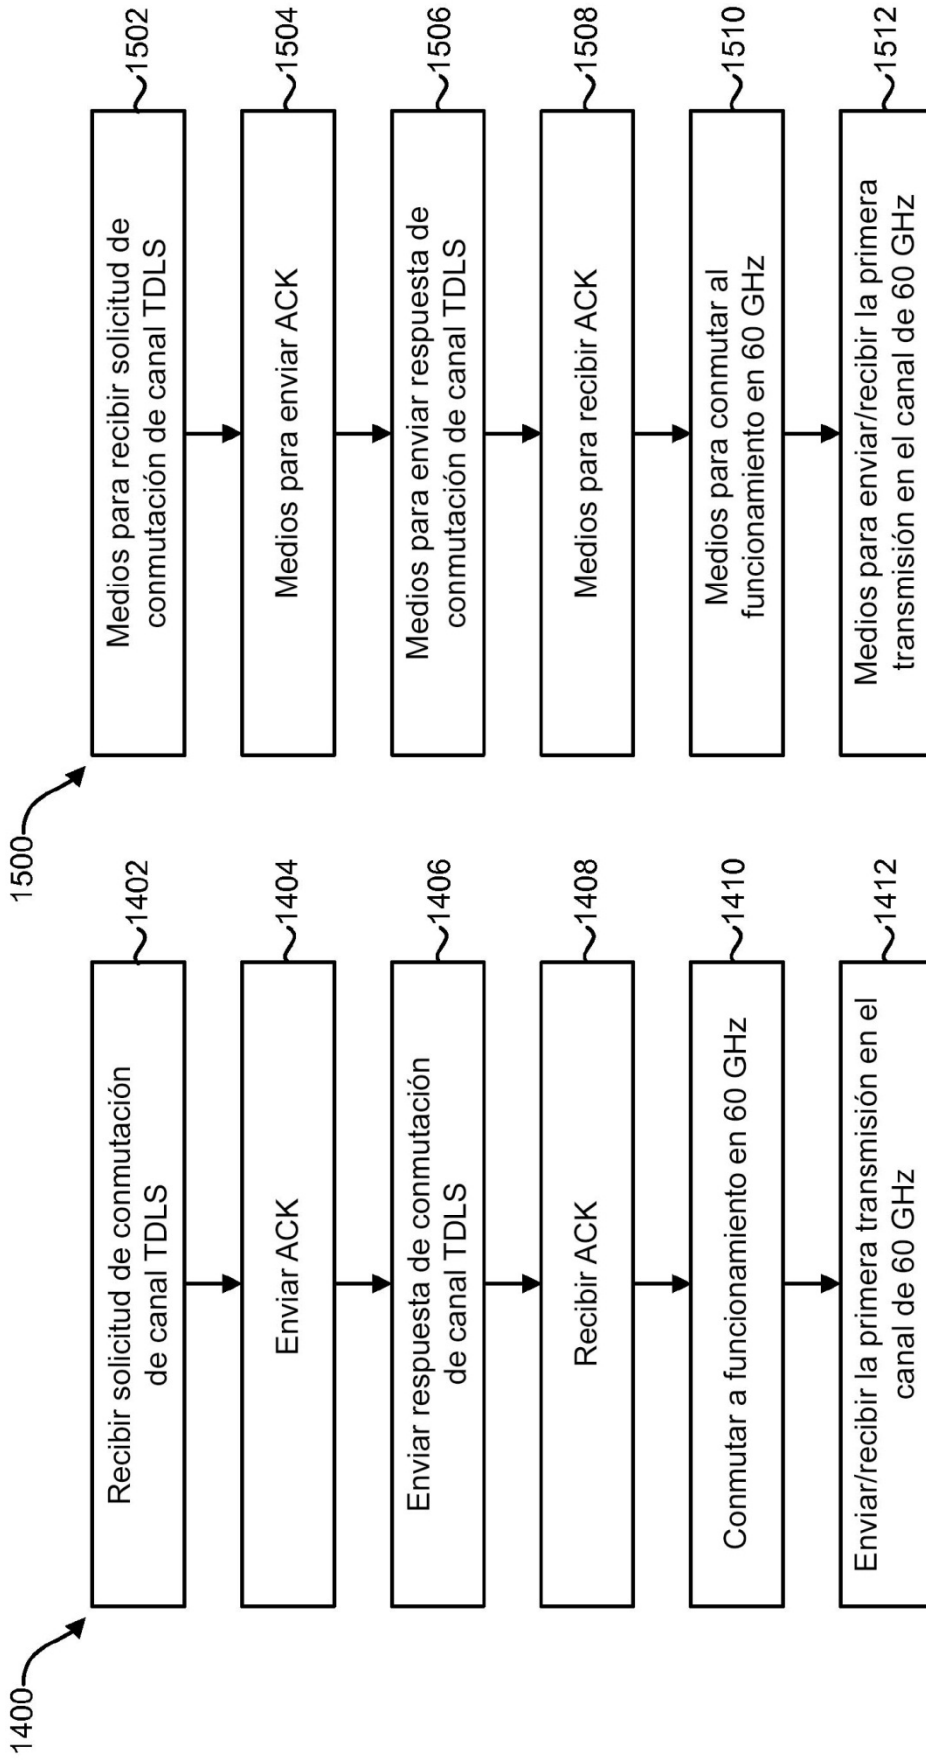 1400
Recibir solicitud de conmutación
de canal TDLS
1402
Enviar ACK
1404
Enviar respuesta de conmutación
de canal TDLS
1406
Recibir ACK
1408
Conmutar a funcionamiento en 60 GHz
1410
Enviar/recibir la primera transmisión en el
canal de 60 GHz
1412
1500
Medios para recibir solicitud de
conmutación de canal TDLS
1502
Medios para enviar ACK
1504
Medios para enviar respuesta de
conmutación de canal TDLS
1506
Medios para recibir ACK
1508
Medios para conmutar al
funcionamiento en 60 GHz
1510
Medios para enviar/recibir la primera
transmisión en el canal de 60 GHz
1512